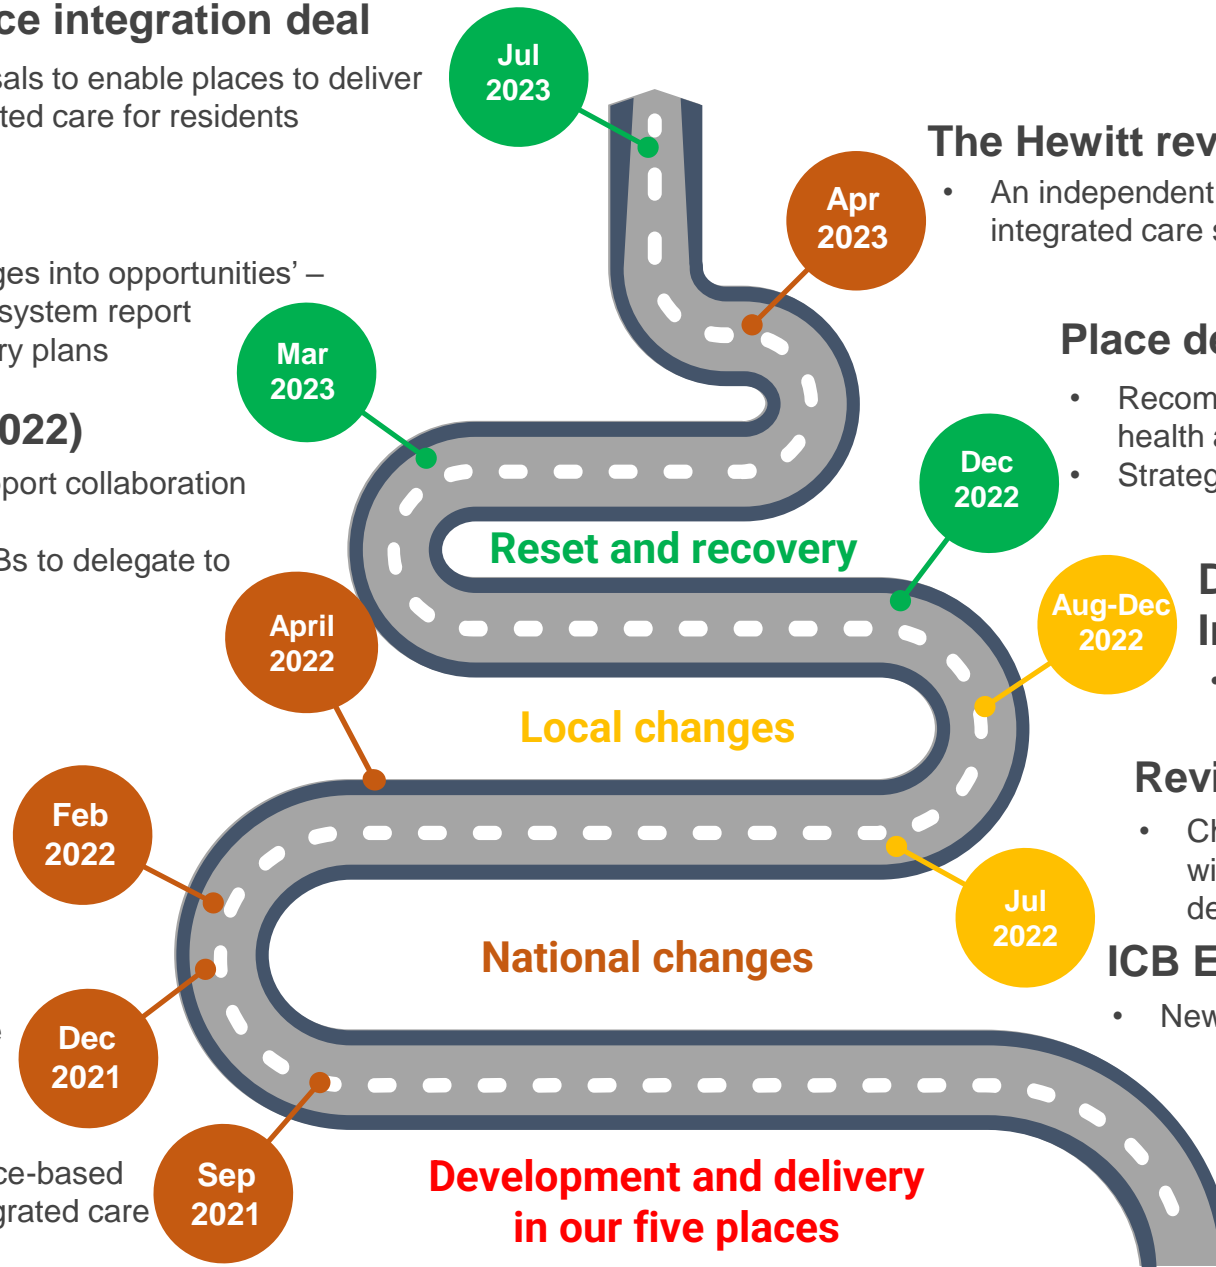 ce integration deal
sals to enable places to deliver
ted care for residents
Jul
2023
The Hewitt rev
• An independent
integrated care s
Apr
2023
ges into opportunities’ –
system report
ry plans
Mar
2023
Place de
• Recom
health a
• Strateg
022)
port collaboration
Bs to delegate to
Dec
2022
Reset and recovery
Aug-Dec
2022
D
In
•
April
2022
Local changes
Revi
• Ch
wi
de
Feb
2022
Jul
2022
National changes
ICB E
• New
e
Dec
2021
ce-based
grated care
Sep
2021
Development and delivery
in our five places